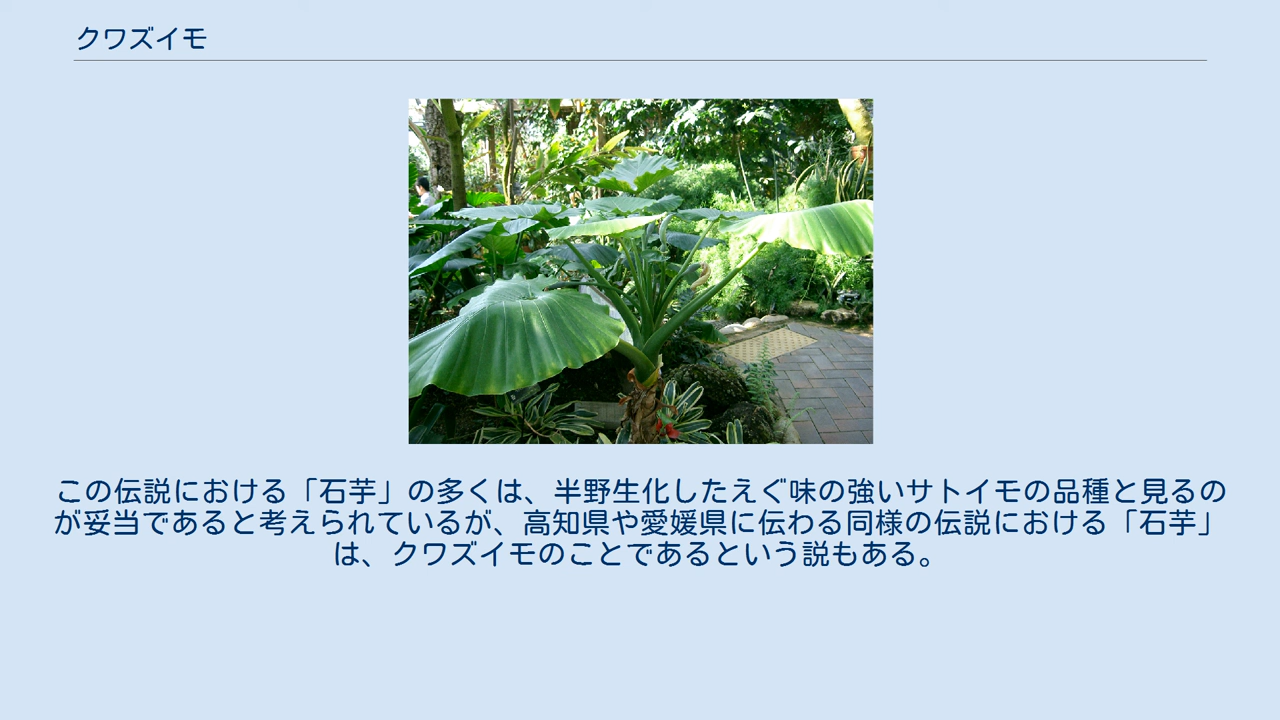 クワズイモ
この伝説における「石芋」の多くは、半野生化したえぐ味の強いサトイモの品種と見るの
が妥当であると考えられているが、高知県や愛媛県に伝わる同様の伝説における「石芋」
は、クワズイモのことであるという説もある。